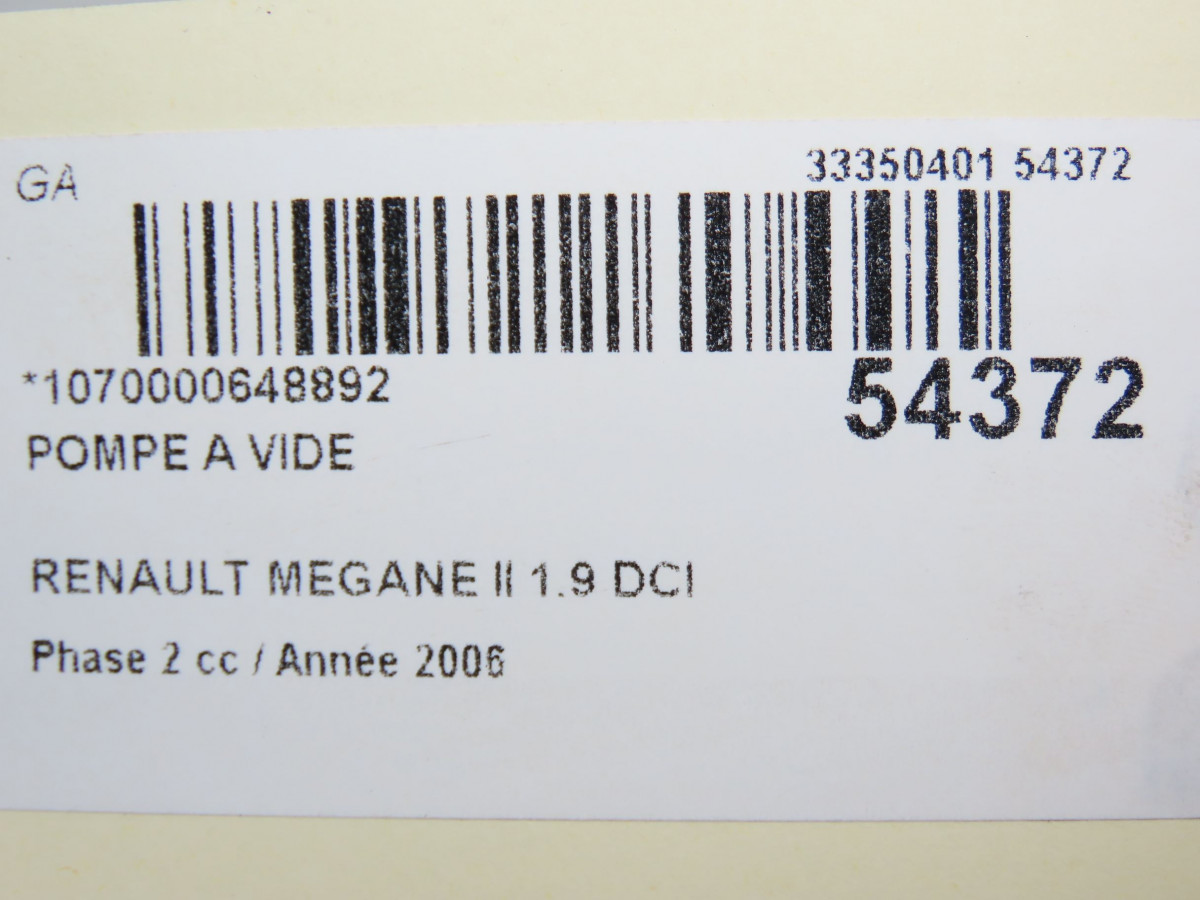 GA
33350401 54372
*1070000648892
54372
POMPE A VIDE
RENAULT MEGANE II 1.9 DCI
Phase 2 cc / Année 2006